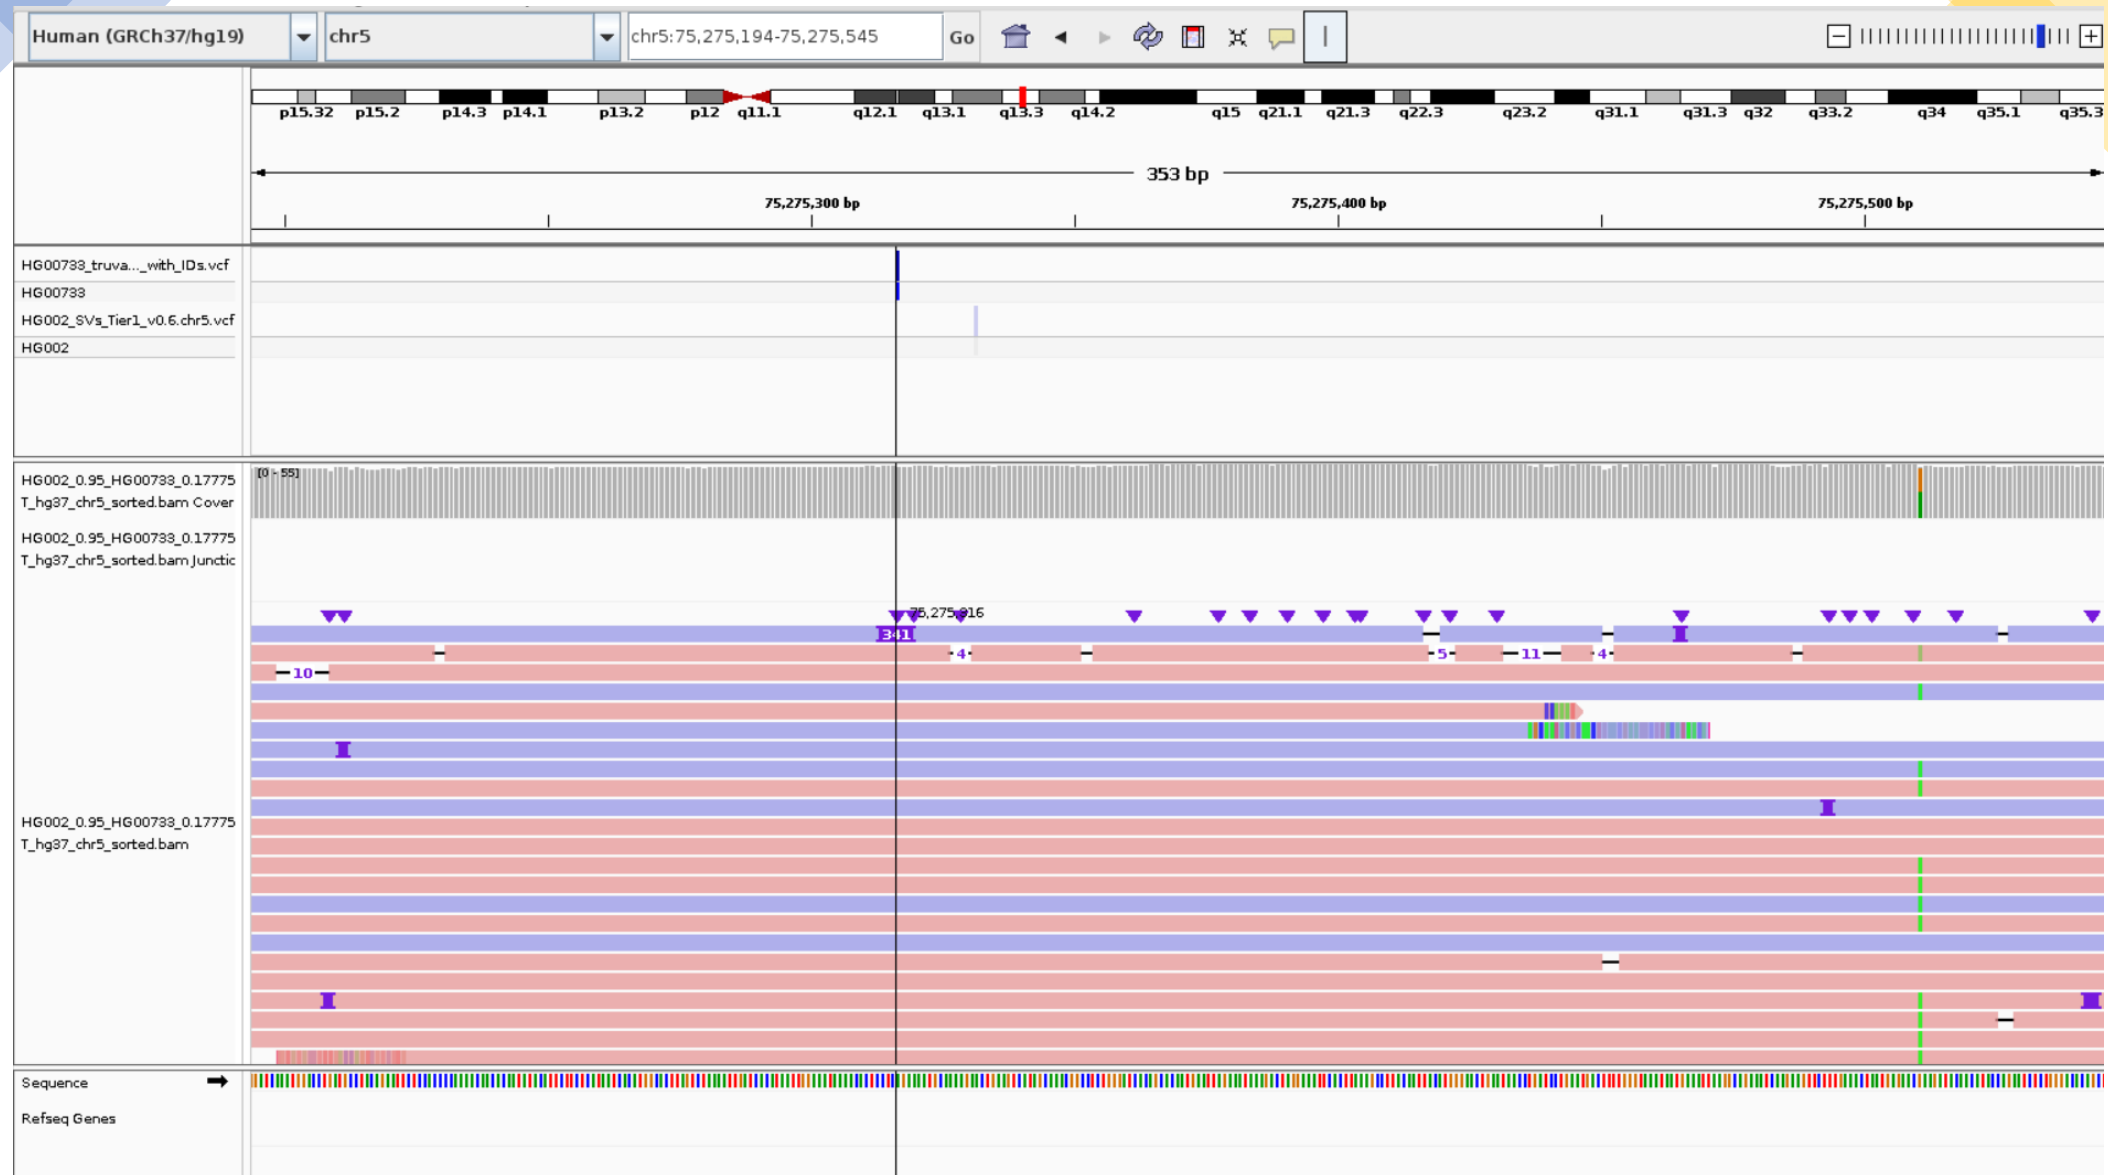 Human (GRCh37/hg19) chr5 chr5:75,275,194-75,275,545 Go
p15.32 p15.2 p14.3 p14.1 p13.2 p12 q11.1 q12.1 q13.1 q13.3 q14.2 q15 q21.1 q21.3 q22.3 q23.2 q31.1 q31.3 q32 q33.2 q34 q35.1 q35.3
353 bp
75,275,300 bp 75,275,400 bp 75,275,500 bp
HG00733_truva..._with_IDs.vcf
HG00733
HG002_SVs_Tier1_v0.6.chr5.vcf
HG002
[0 - 55]
HG002_0.95_HG00733_0.17775
T_hg37_chr5_sorted.bam Cover
HG002_0.95_HG00733_0.17775
T_hg37_chr5_sorted.bam Junctic
75,275,316
341
4 5 11 4
10
HG002_0.95_HG00733_0.17775
T_hg37_chr5_sorted.bam
Sequence
Refseq Genes